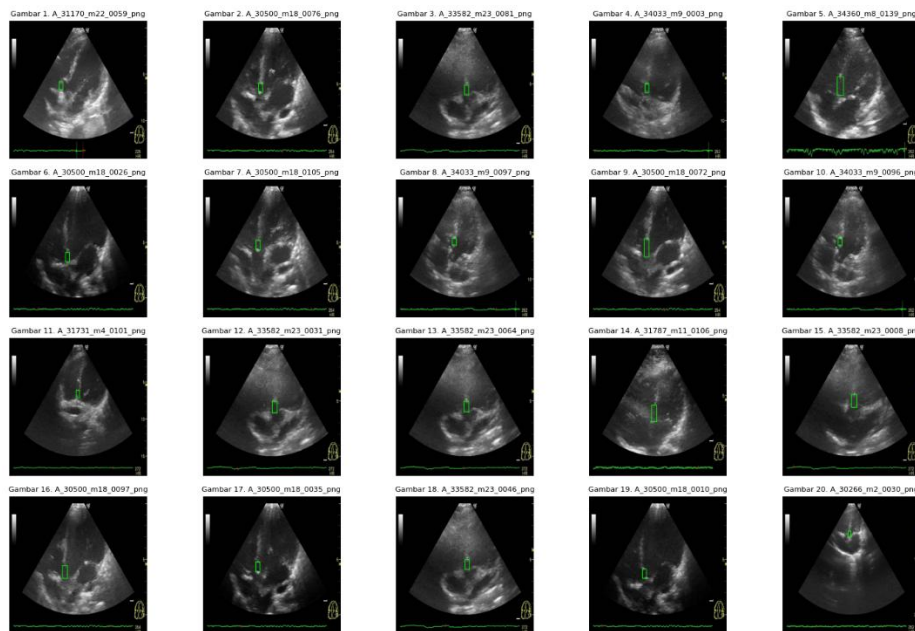 Gambar 1. A_31170_m22_0059_png
Gambar 2. A_30500_m18_0076_png
Gambar 3. A_33582_m23_0081_png
Gambar 4. A_34033_m9_0003_png
Gambar 5. A_34360_m8_0139_png
Gambar 6. A_30500_m18_0026_png
Gambar 7. A_30500_m18_0105_png
Gambar 8. A_34033_m9_0097_png
Gambar 9. A_30500_m18_0072_png
Gambar 10. A_34033_m9_0096_png
Gambar 11. A_31731_m4_0101_png
Gambar 12. A_33582_m23_0031_png
Gambar 13. A_33582_m23_0064_png
Gambar 14. A_31787_m11_0106_png
Gambar 15. A_33582_m23_0008_png
Gambar 16. A_30500_m18_0097_png
Gambar 17. A_30500_m18_0035_png
Gambar 18. A_33582_m23_0046_png
Gambar 19. A_30500_m18_0010_png
Gambar 20. A_30266_m2_0030_png